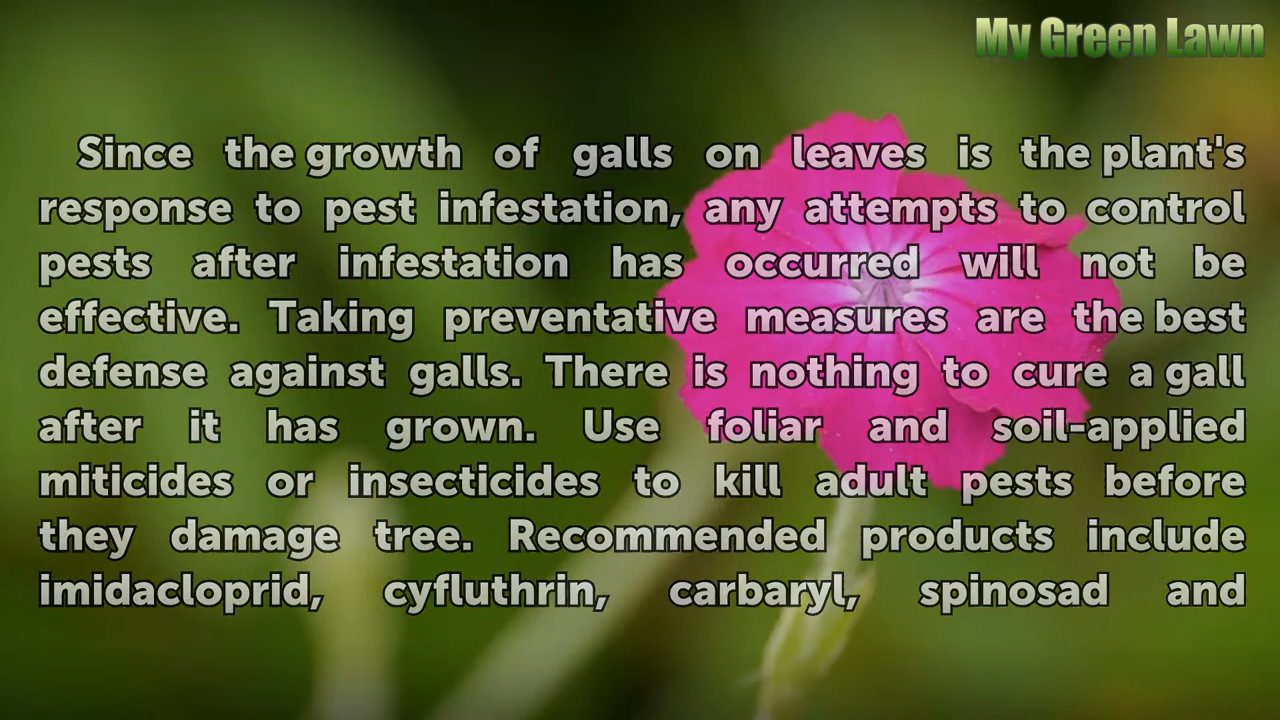 My Green Lawn
Since the growth of galls on leaves is the plant's
response to pest infestation, any attempts to control
pests after infestation has occurred will not be
effective. Taking preventative measures are the best
defense against galls. There is nothing to cure a gall
after it has grown. Use foliar and soil-applied
miticides or insecticides to kill adult pests before
they damage tree. Recommended products include
imidacloprid, cyfluthrin, carbaryl, spinosad and